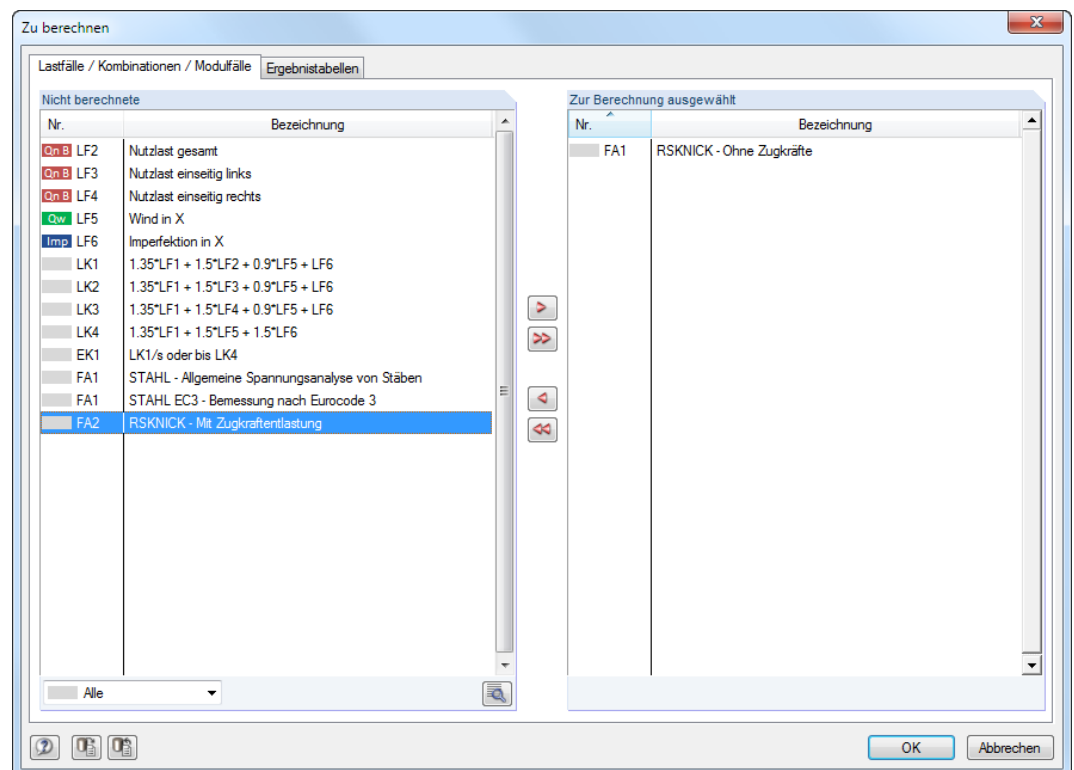 Zu berechnen
Lastfälle / Kombinationen / Modulfälle Ergebnistabellen
Nicht berechnete
Nr. Bezeichnung
Qn B LF2 Nutzlast gesamt
Qn B LF3 Nutzlast einseitig links
Qn B LF4 Nutzlast einseitig rechts
Qw LF5 Wind in X
Imp LF6 Imperfektion in X
LK1 1.35*LF1 + 1.5*LF2 + 0.9*LF5 + LF6
LK2 1.35*LF1 + 1.5*LF3 + 0.9*LF5 + LF6
LK3 1.35*LF1 + 1.5*LF4 + 0.9*LF5 + LF6
LK4 1.35*LF1 + 1.5*LF5 + 1.5*LF6
EK1 LK1/s oder bis LK4
FA1 STAHL - Allgemeine Spannungsanalyse von Stäben
FA1 STAHL EC3 - Bemessung nach Eurocode 3
FA2 RSKNICK - Mit Zugkraftentlastung
Alle
Zur Berechnung ausgewählt
Nr. Bezeichnung
FA1 RSKNICK - Ohne Zugkräfte
OK Abbrechen